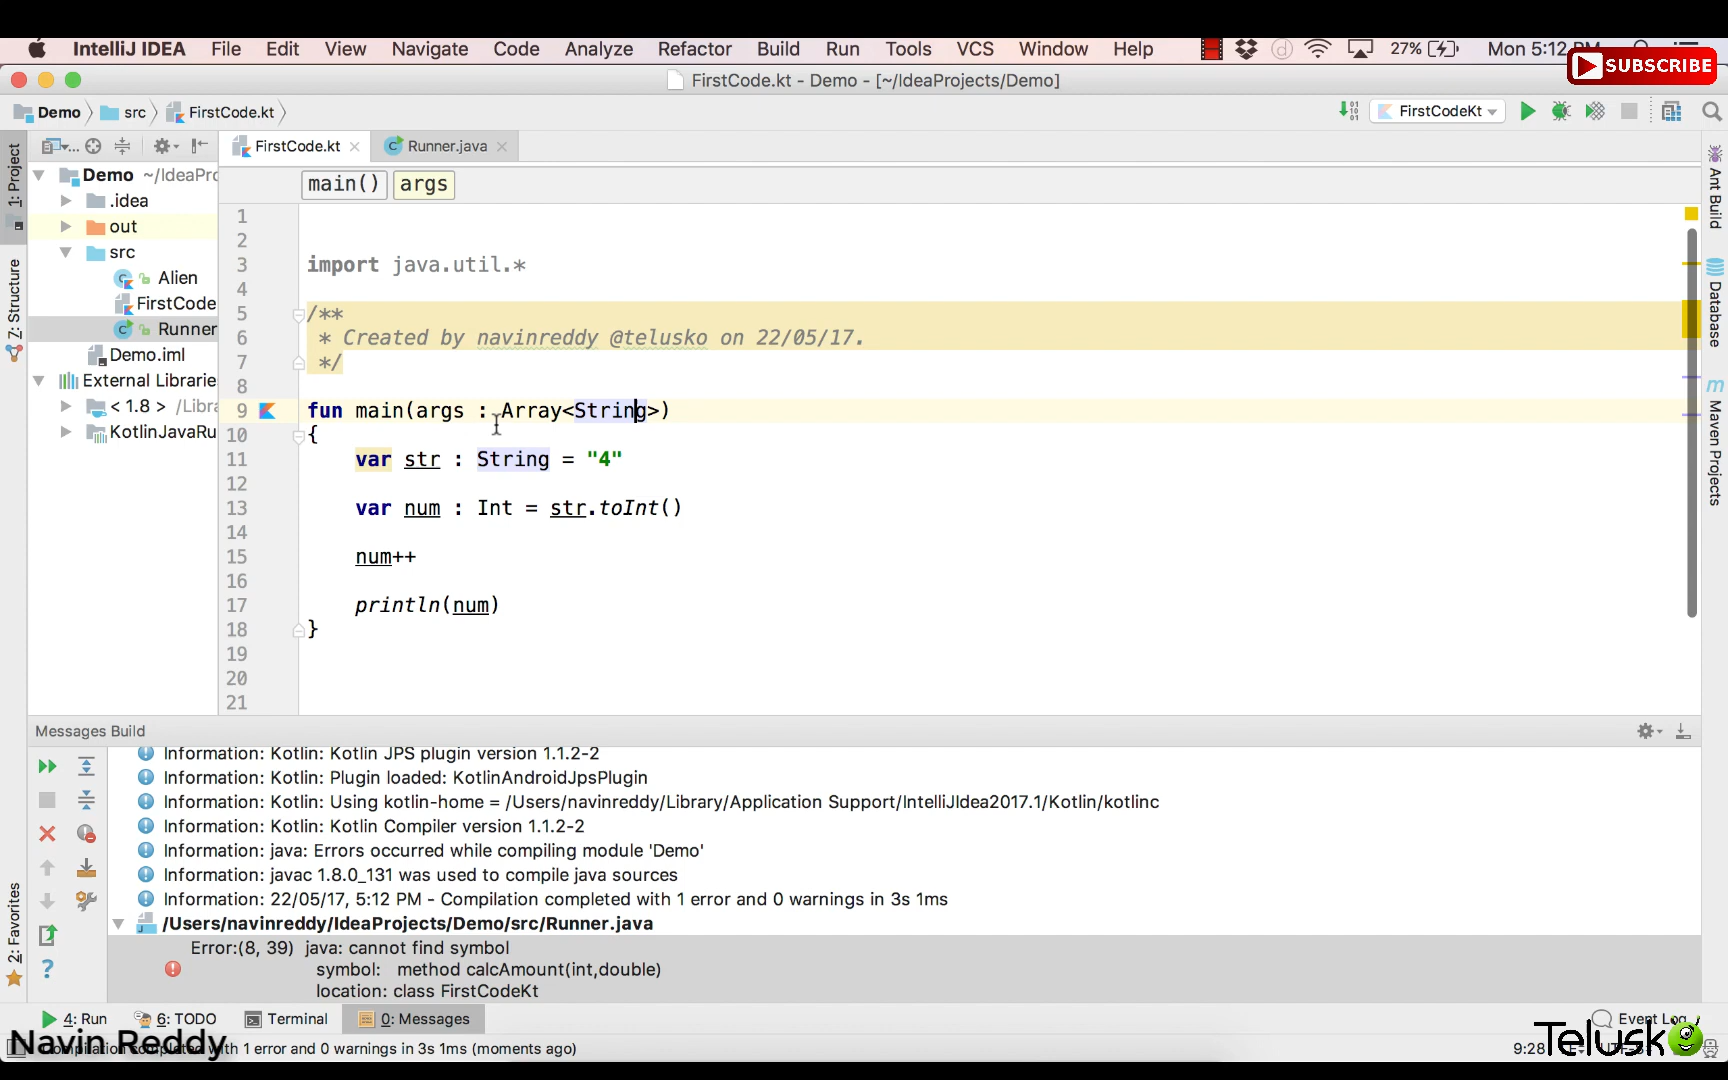 IntelliJ IDEA File Edit View Navigate Code Analyze Refactor Build Run Tools VCS Window Help 27% Mon 5:12 PM
SUBSCRIBE
FirstCode.kt - Demo - [~/IdeaProjects/Demo]
Demo src FirstCode.kt FirstCodeKt
1: Project
Z: Structure
2: Favorites
FirstCode.kt Runner.java
Demo ~/IdeaPro
.idea
out
src
Alien
FirstCode
Runner
Demo.iml
External Librarie
< 1.8 > /Libra
KotlinJavaRu
main() args
1
2
3 import java.util.*
4
5 /**
6 * Created by navinreddy @telusko on 22/05/17.
7 */
8
9 fun main(args : Array<String>)
10 {
11 var str : String = "4"
12
13 var num : Int = str.toInt()
14
15 num++
16
17 println(num)
18 }
19
20
21
Ant Build
Database
Maven Projects
Messages Build
Information: Kotlin: Kotlin JPS plugin version 1.1.2-2
Information: Kotlin: Plugin loaded: KotlinAndroidJpsPlugin
Information: Kotlin: Using kotlin-home = /Users/navinreddy/Library/Application Support/IntelliJIdea2017.1/Kotlin/kotlinc
Information: Kotlin: Kotlin Compiler version 1.1.2-2
Information: java: Errors occurred while compiling module 'Demo'
Information: javac 1.8.0_131 was used to compile java sources
Information: 22/05/17, 5:12 PM - Compilation completed with 1 error and 0 warnings in 3s 1ms
/Users/navinreddy/IdeaProjects/Demo/src/Runner.java
Error:(8, 39) java: cannot find symbol
symbol: method calcAmount(int,double)
location: class FirstCodeKt
4: Run 6: TODO Terminal 0: Messages Event Log
Navin Reddy
Compilation completed with 1 error and 0 warnings in 3s 1ms (moments ago)
9:28
Telusko